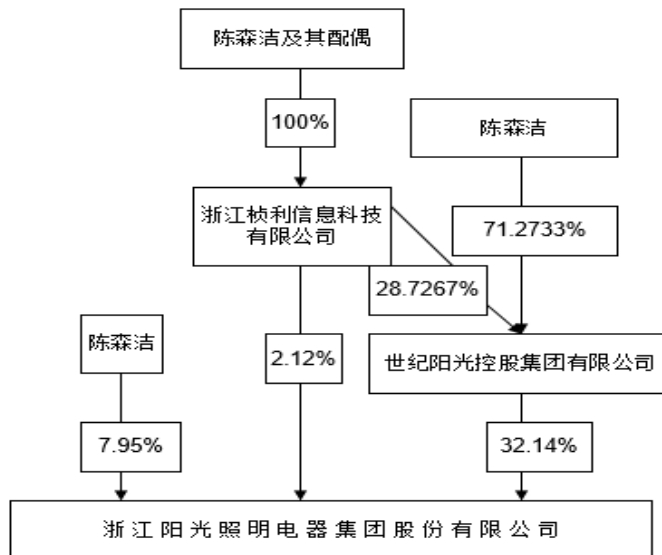 陈森洁及其配偶
100%
陈森洁
浙江桢利信息科技
有限公司
71.2733%
28.7267%
陈森洁
2.12%
世纪阳光控股集团有限公司
7.95%
32.14%
浙江阳光照明电器集团股份有限公司